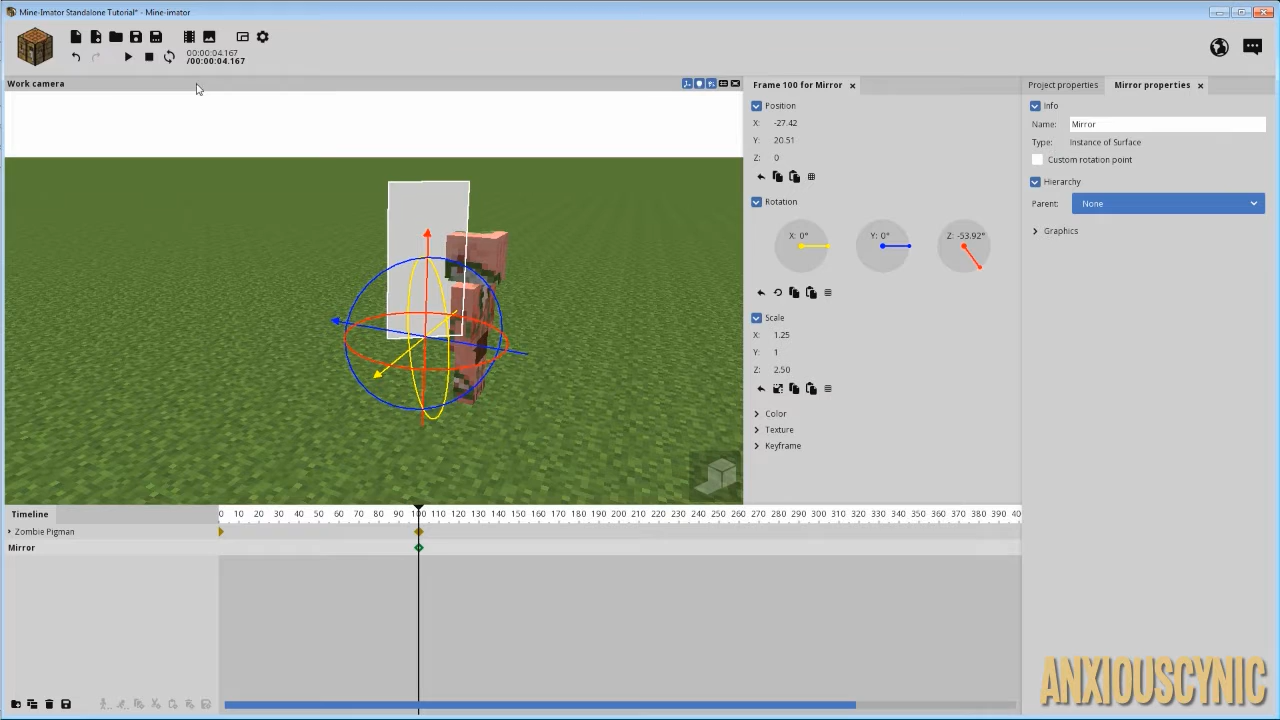 Mine-Imator Standalone Tutorial* - Mine-imator
00:00:04.167
/00:00:04.167
Work camera
Frame 100 for Mirror
Position
X: -27.42
Y: 20.51
Z: 0
Rotation
X: 0° Y: 0° Z: -53.92°
Scale
X: 1.25
Y: 1
Z: 2.50
Color
Texture
Keyframe
Project properties Mirror properties
Info
Name: Mirror
Type: Instance of Surface
Custom rotation point
Hierarchy
Parent: None
Graphics
Timeline
0 10 20 30 40 50 60 70 80 90 100 110 120 130 140 150 160 170 180 190 200 210 220 230 240 250 260 270 280 290 300 310 320 330 340 350 360 370 380 390 40
Zombie Pigman
Mirror
ANXIOUSCYNIC